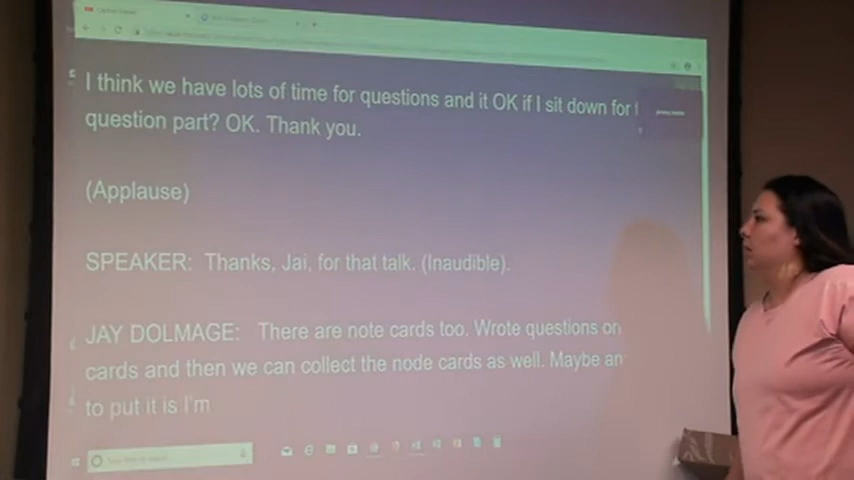 I think we have lots of time for questions and it OK if I sit down for
question part? OK. Thank you.
(Applause)
SPEAKER: Thanks, Jai, for that talk. (Inaudible).
JAY DOLMAGE: There are note cards too. Wrote questions on
cards and then we can collect the node cards as well. Maybe an
to put it is I'm